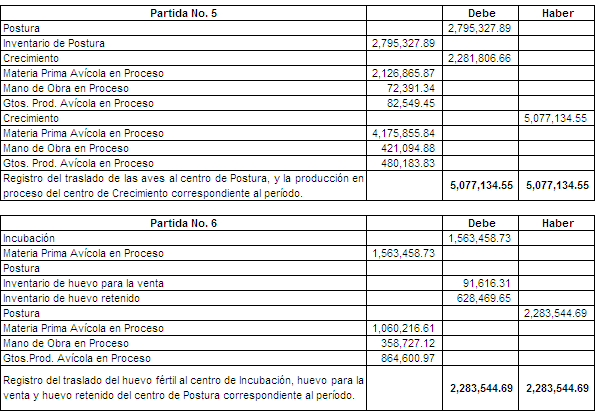 Partida No. 5 Debe Haber
Postura 2,795,327.89
Inventario de Postura 2,795,327.89
Crecimiento 2,281,806.66
Materia Prima Avícola en Proceso 2,126,865.87
Mano de Obra en Proceso 72,391.34
Gtos. Prod. Avícola en Proceso 82,549.45
Crecimiento 5,077,134.55
Materia Prima Avícola en Proceso 4,175,855.84
Mano de Obra en Proceso 421,094.88
Gtos. Prod. Avícola en Proceso 480,183.83
Registro del traslado de las aves al centro de Postura, y la producción en
proceso del centro de Crecimiento correspondiente al período. 5,077,134.55 5,077,134.55
Partida No. 6 Debe Haber
Incubación 1,563,458.73
Materia Prima Avícola en Proceso 1,563,458.73
Postura
Inventario de huevo para la venta 91,616.31
Inventario de huevo retenido 628,469.65
Postura 2,283,544.69
Materia Prima Avícola en Proceso 1,060,216.61
Mano de Obra en Proceso 358,727.12
Gtos.Prod. Avícola en Proceso 864,600.97
Registro del traslado del huevo fértil al centro de Incubación, huevo para la
venta y huevo retenido del centro de Postura correspondiente al período. 2,283,544.69 2,283,544.69